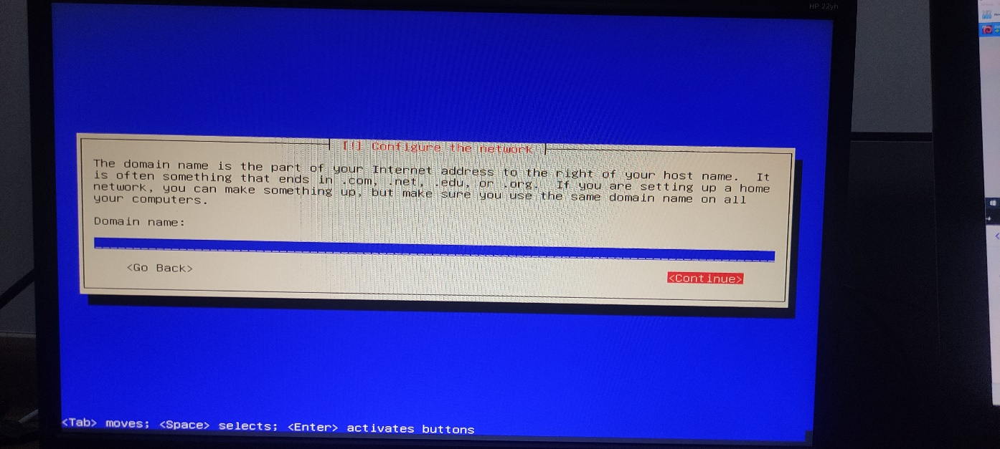 HP 22yh
[!] Configure the network
The domain name is the part of your Internet address to the right of your host name.  It
is often something that ends in .com, .net, .edu, or .org.  If you are setting up a home
network, you can make something up, but make sure you use the same domain name on all
your computers.
Domain name:
<Go Back>
<Continue>
<Tab> moves; <Space> selects; <Enter> activates buttons